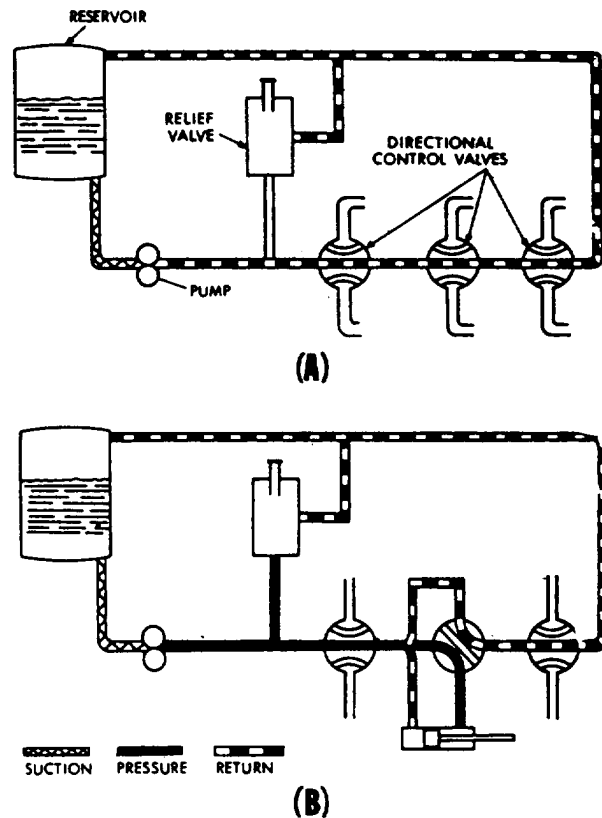 RESERVOIR
RELIEF
VALVE
DIRECTIONAL
CONTROL VALVES
PUMP
(A)
SUCTION PRESSURE RETURN
(B)